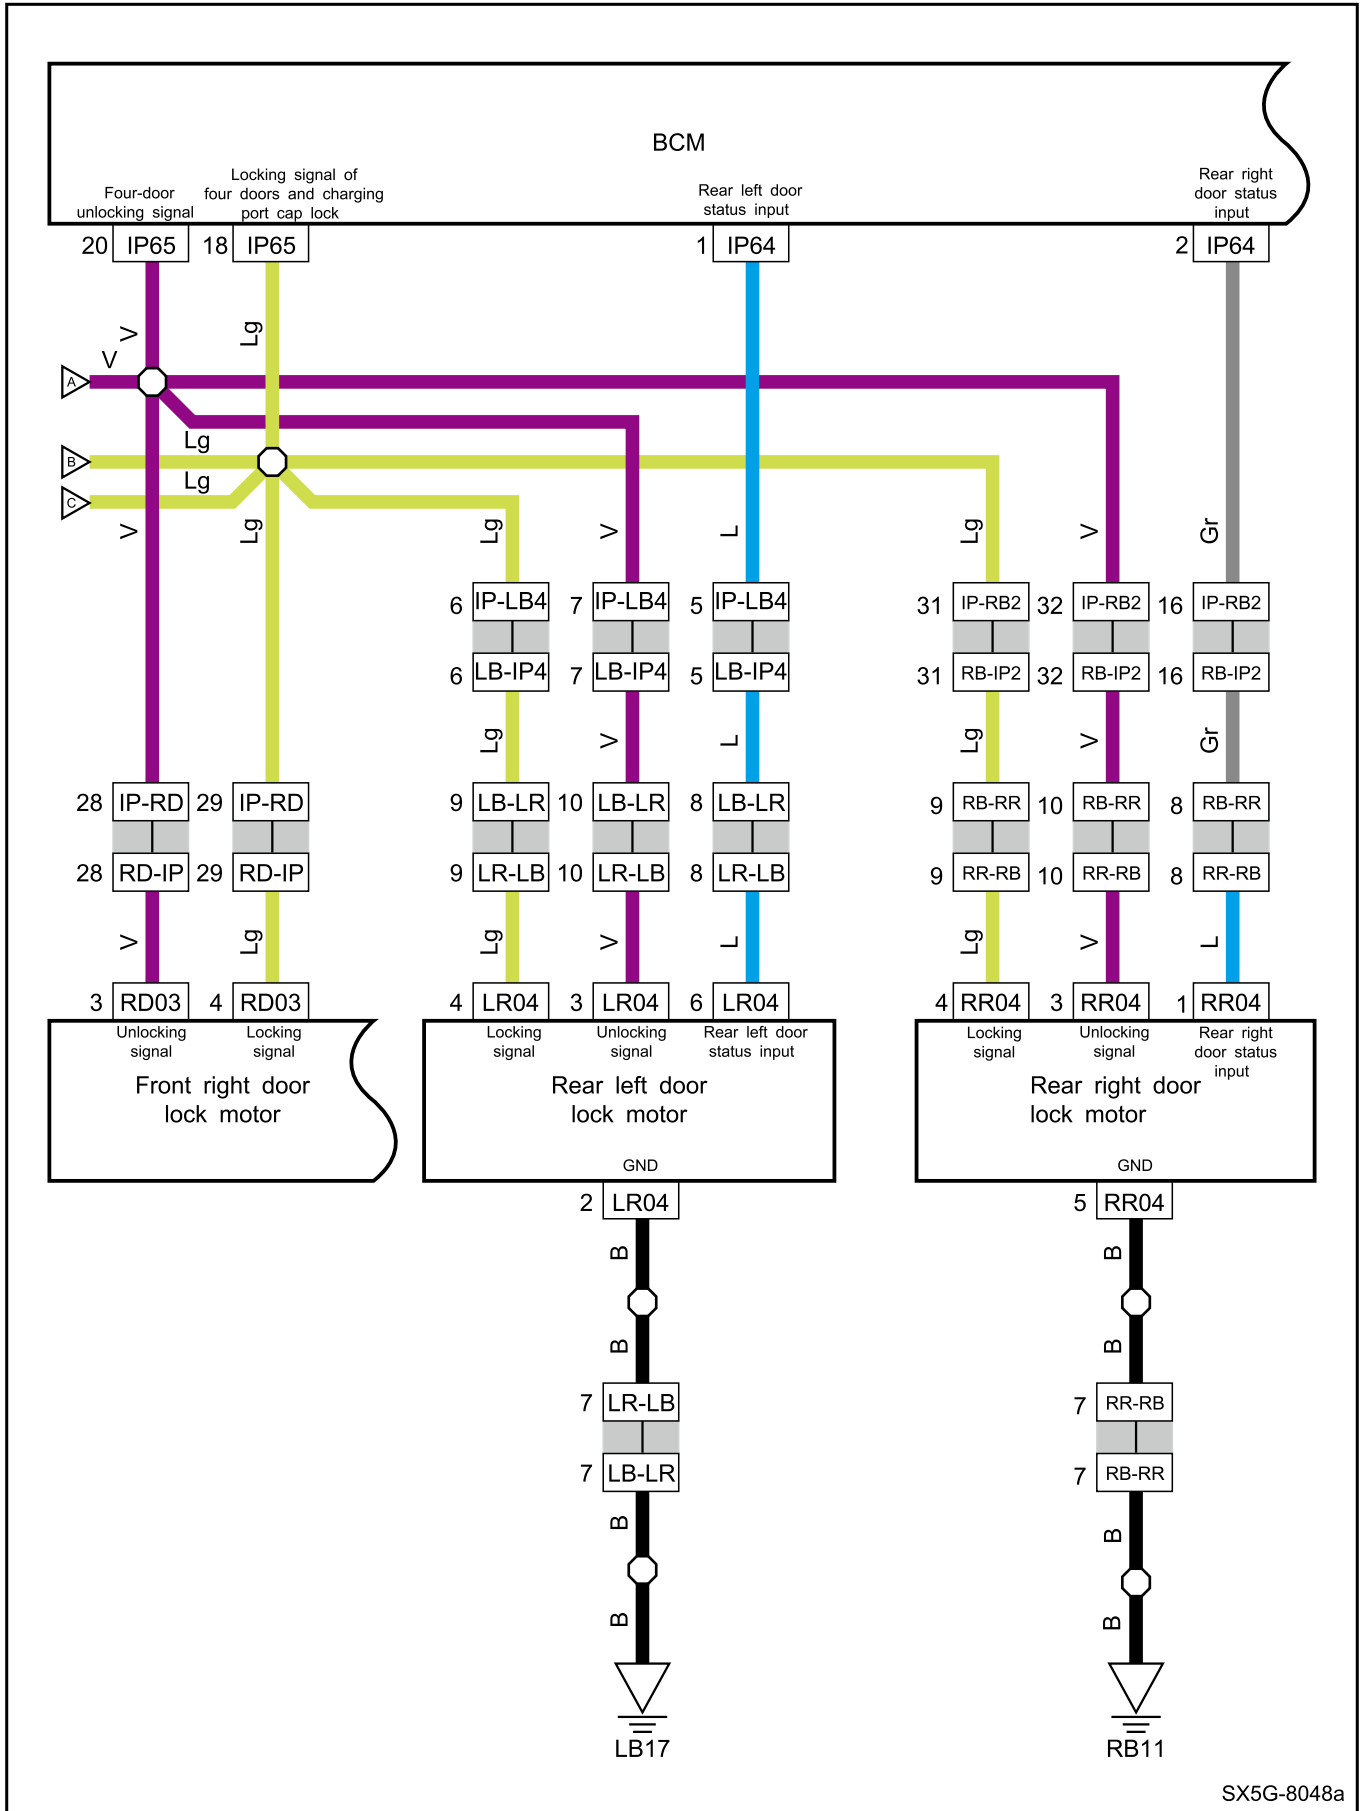 BCM
Four-door
unlocking signal
Locking signal of
four doors and charging
port cap lock
Rear left door
status input
Rear right
door status
input
20 IP65 18 IP65 1 IP64 2 IP64
V Lg
V
A
Lg
B
Lg
C
V Lg Lg V L Lg V Gr
6 IP-LB4 7 IP-LB4 5 IP-LB4 31 IP-RB2 32 IP-RB2 16 IP-RB2
6 LB-IP4 7 LB-IP4 5 LB-IP4 31 RB-IP2 32 RB-IP2 16 RB-IP2
Lg V L Lg V Gr
28 IP-RD 29 IP-RD 9 LB-LR 10 LB-LR 8 LB-LR 9 RB-RR 10 RB-RR 8 RB-RR
28 RD-IP 29 RD-IP 9 LR-LB 10 LR-LB 8 LR-LB 9 RR-RB 10 RR-RB 8 RR-RB
V Lg Lg V L Lg V L
3 RD03 4 RD03 4 LR04 3 LR04 6 LR04 4 RR04 3 RR04 1 RR04
Unlocking
signal
Locking
signal
Front right door
lock motor
Locking
signal
Unlocking
signal
Rear left door
status input
Rear left door
lock motor
GND
Locking
signal
Unlocking
signal
Rear right
door status
input
Rear right door
lock motor
GND
2 LR04 5 RR04
B B
B B
7 LR-LB 7 RR-RB
7 LB-LR 7 RB-RR
B B
B B
LB17 RB11
SX5G-8048a